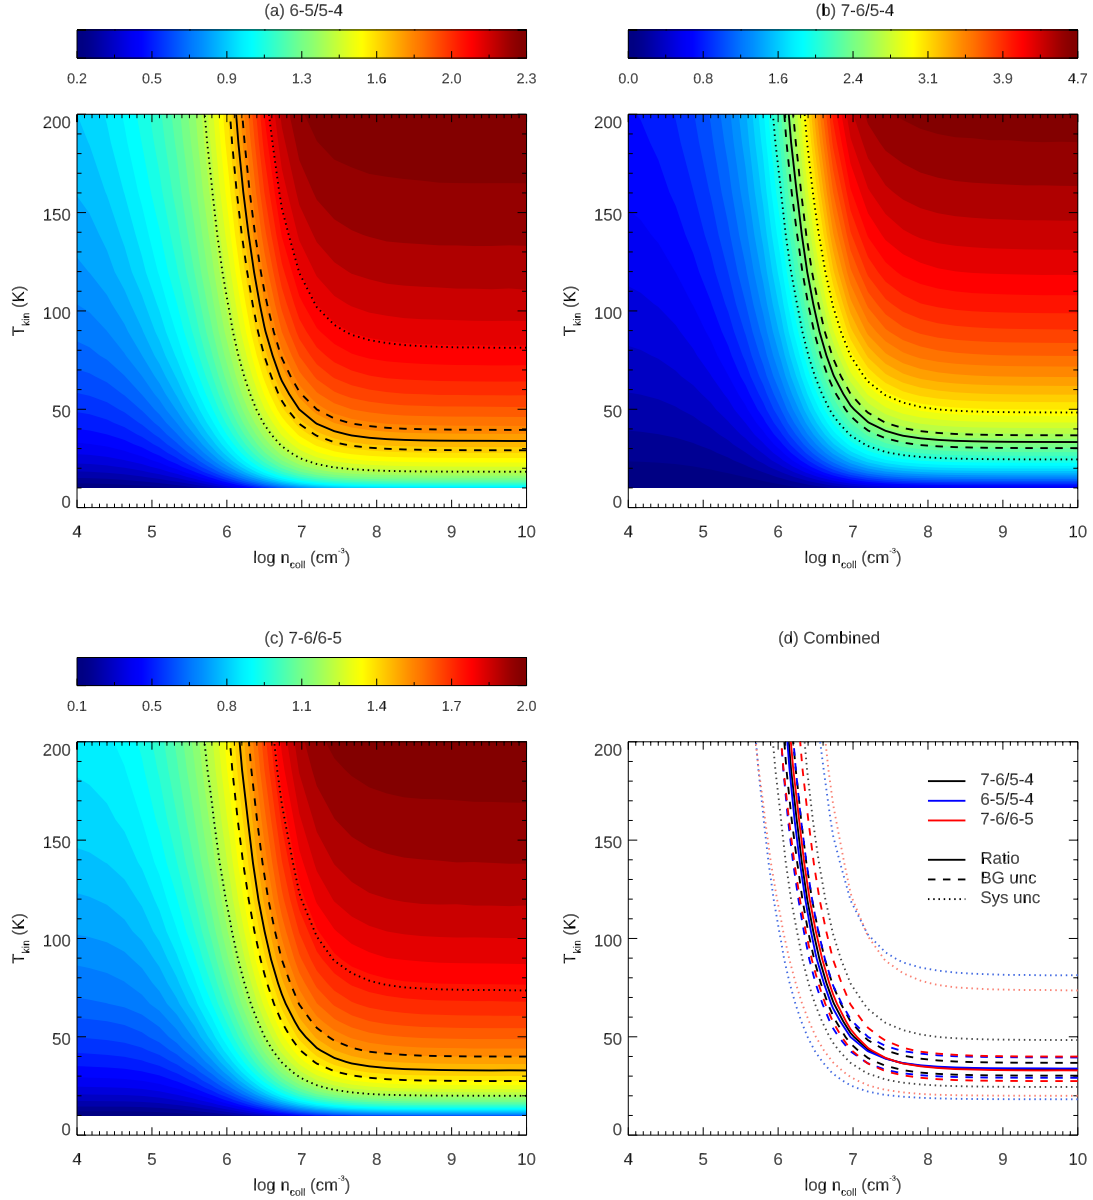 (a) 6-5/5-4
0.2 0.5 0.9 1.3 1.6 2.0 2.3
200
150
100
50
0
T_kin (K)
4 5 6 7 8 9 10
log n_coll (cm^-3)
(b) 7-6/5-4
0.0 0.8 1.6 2.4 3.1 3.9 4.7
200
150
100
50
0
T_kin (K)
4 5 6 7 8 9 10
log n_coll (cm^-3)
(c) 7-6/6-5
0.1 0.5 0.8 1.1 1.4 1.7 2.0
200
150
100
50
0
T_kin (K)
4 5 6 7 8 9 10
log n_coll (cm^-3)
(d) Combined
200
150
100
50
0
T_kin (K)
7-6/5-4
6-5/5-4
7-6/6-5
Ratio
BG unc
Sys unc
4 5 6 7 8 9 10
log n_coll (cm^-3)